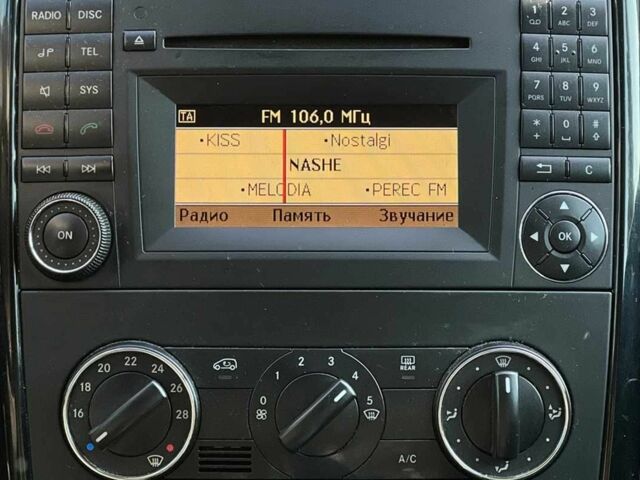 RADIO DISC
TEL
SYS
1 2 ABC 3 DEF
4 GHI 5 JKL 6 MNO
7 PQRS 8 TUV 9 WXYZ
* 0 #
C
ON
OK
TA FM 106,0 МГц
•KISS •Nostalgi
NASHE
•MELODIA •PEREC FM
Радио Память Звучание
16 18 20 22 24 26 28
0 1 2 3 4 5
REAR
A/C